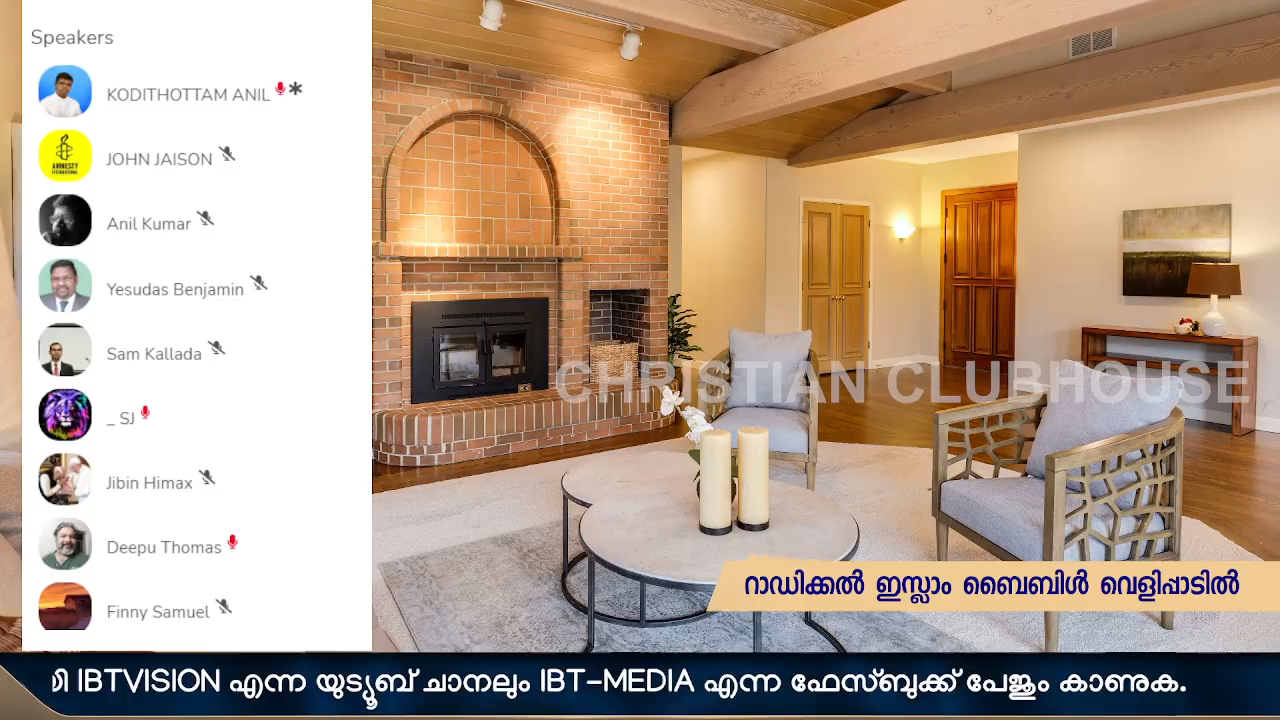 Speakers
KODITHOTTAM ANIL
JOHN JAISON
AMNESTY
Anil Kumar
Yesudas Benjamin
Sam Kallada
_ SJ
Jibin Himax
Deepu Thomas
Finny Samuel
CHRISTIAN CLUBHOUSE
റാഡിക്കൽ ഇസ്ലാം ബൈബിൾ വെളിപ്പാടിൽ
IBTVISION എന്ന യുട്യൂബ് ചാനലും IBT-MEDIA എന്ന ഫേസ്ബുക്ക് പേജും കാണുക.